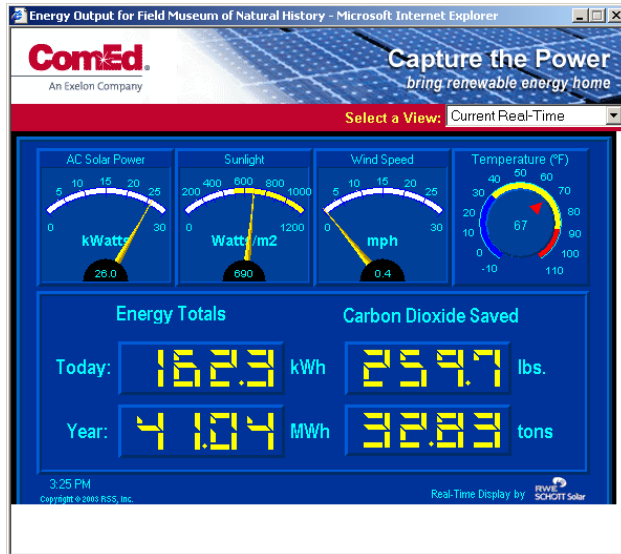 Energy Output for Field Museum of Natural History - Microsoft Internet Explorer
ComEd.
An Exelon Company
Capture the Power
bring renewable energy home
Select a View: Current Real-Time
AC Solar Power
0 5 10 15 20 25 30
kWatts
26.0
Sunlight
0 200 400 600 800 1000 1200
Watts/m2
690
Wind Speed
0 5 10 15 20 25 30
mph
0.4
Temperature (ºF)
-10 0 10 20 30 40 50 60 70 80 90 100 110
67
Energy Totals Carbon Dioxide Saved
Today: 162.3 kWh 259.7 lbs.
Year: 41.04 MWh 32.83 tons
3:25 PM
Copyright © 2003 RSS, Inc.
Real-Time Display by RWE SCHOTT Solar